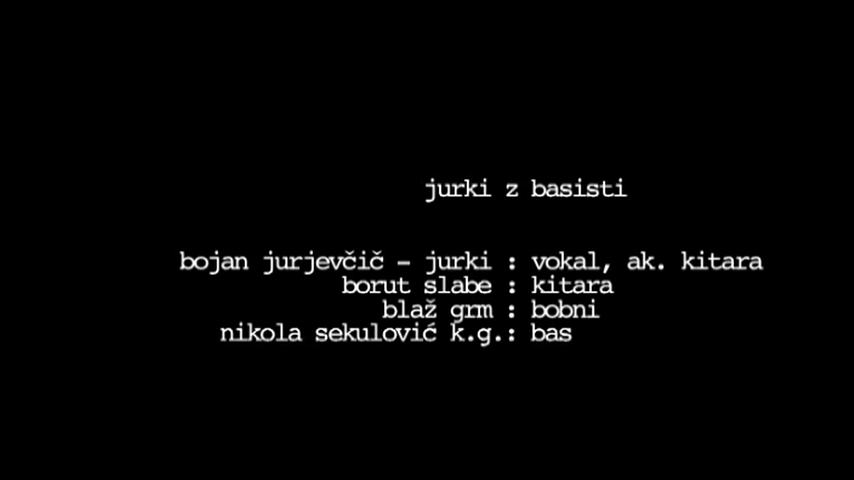 jurki z basisti
bojan jurjevčič – jurki : vokal, ak. kitara
borut slabe : kitara
blaž grm : bobni
nikola sekulović k.g.: bas